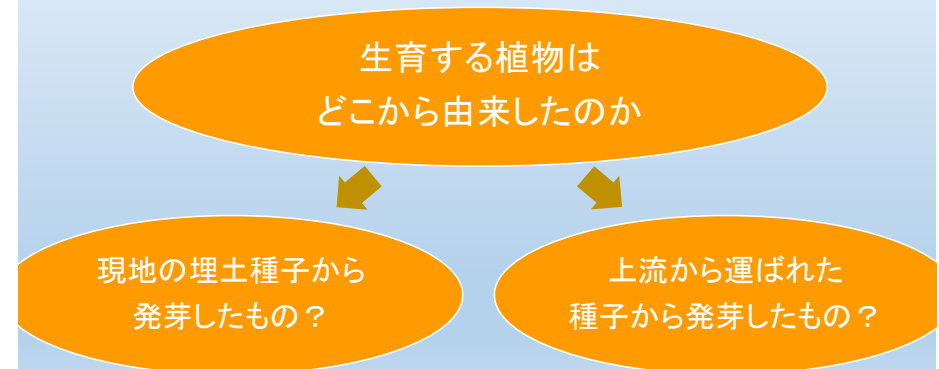 生育する植物は
どこから由来したのか
現地の埋土種子から
発芽したもの？
上流から運ばれた
種子から発芽したもの？